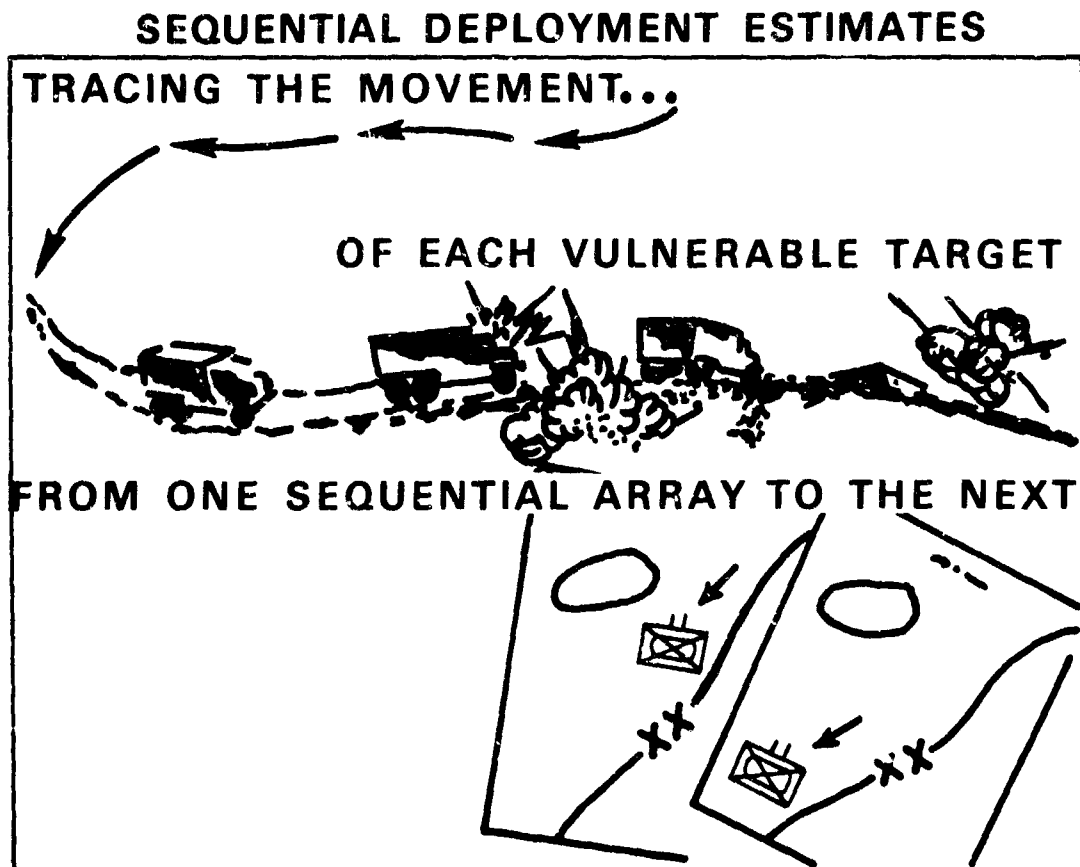 SEQUENTIAL DEPLOYMENT ESTIMATES
TRACING THE MOVEMENT...
OF EACH VULNERABLE TARGET
FROM ONE SEQUENTIAL ARRAY TO THE NEXT
XX
XX